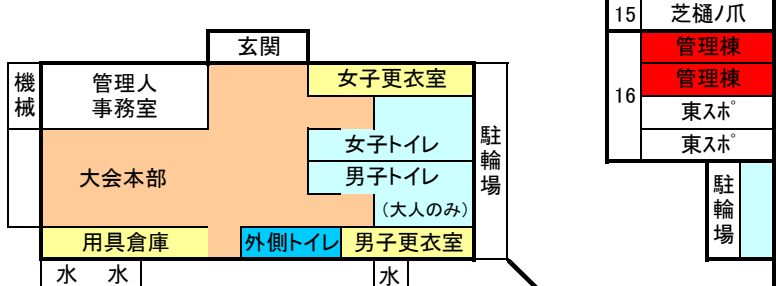 玄関
機械
管理人
事務室
女子更衣室
女子トイレ
大会本部
男子トイレ
(大人のみ)
駐輪場
用具倉庫
外側トイレ
男子更衣室
水 水
水
15 芝樋ノ爪
16
管理棟
管理棟
東スポ
東スポ
駐輪場